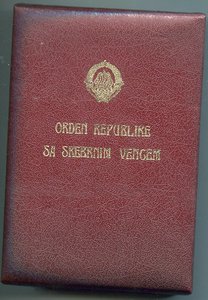 ORDEN REPUBLIKE
SA SREBRNIM VENCEM